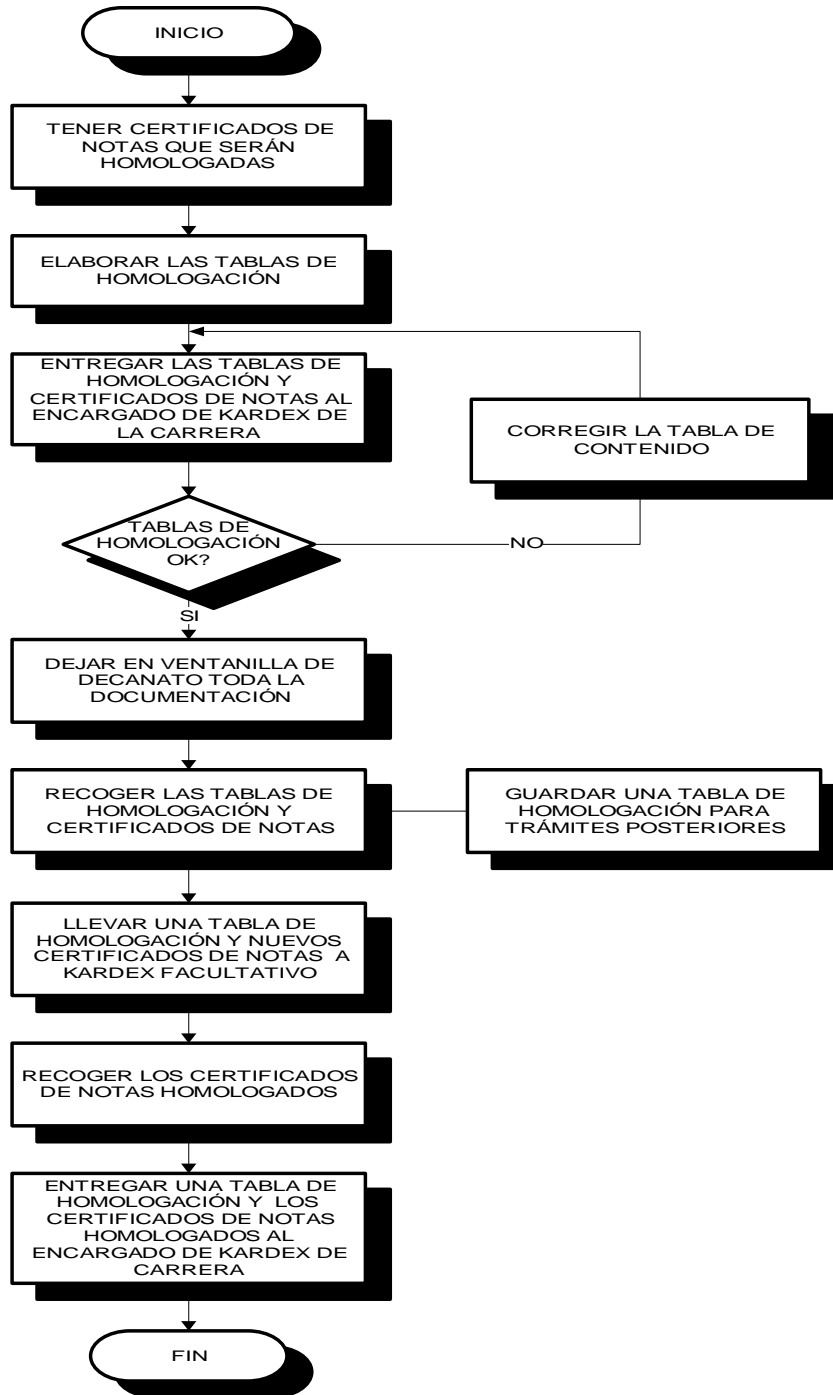 INICIO
TENER CERTIFICADOS DE
NOTAS QUE SERÁN
HOMOLOGADAS
ELABORAR LAS TABLAS DE
HOMOLOGACIÓN
ENTREGAR LAS TABLAS DE
HOMOLOGACIÓN Y
CERTIFICADOS DE NOTAS AL
ENCARGADO DE KARDEX DE
LA CARRERA
CORREGIR LA TABLA DE
CONTENIDO
TABLAS DE
HOMOLOGACIÓN
OK?
NO
SI
DEJAR EN VENTANILLA DE
DECANATO TODA LA
DOCUMENTACIÓN
RECOGER LAS TABLAS DE
HOMOLOGACIÓN Y
CERTIFICADOS DE NOTAS
GUARDAR UNA TABLA DE
HOMOLOGACIÓN PARA
TRÁMITES POSTERIORES
LLEVAR UNA TABLA DE
HOMOLOGACIÓN Y NUEVOS
CERTIFICADOS DE NOTAS A
KARDEX FACULTATIVO
RECOGER LOS CERTIFICADOS
DE NOTAS HOMOLOGADOS
ENTREGAR UNA TABLA DE
HOMOLOGACIÓN Y LOS
CERTIFICADOS DE NOTAS
HOMOLOGADOS AL
ENCARGADO DE KARDEX DE
CARRERA
FIN